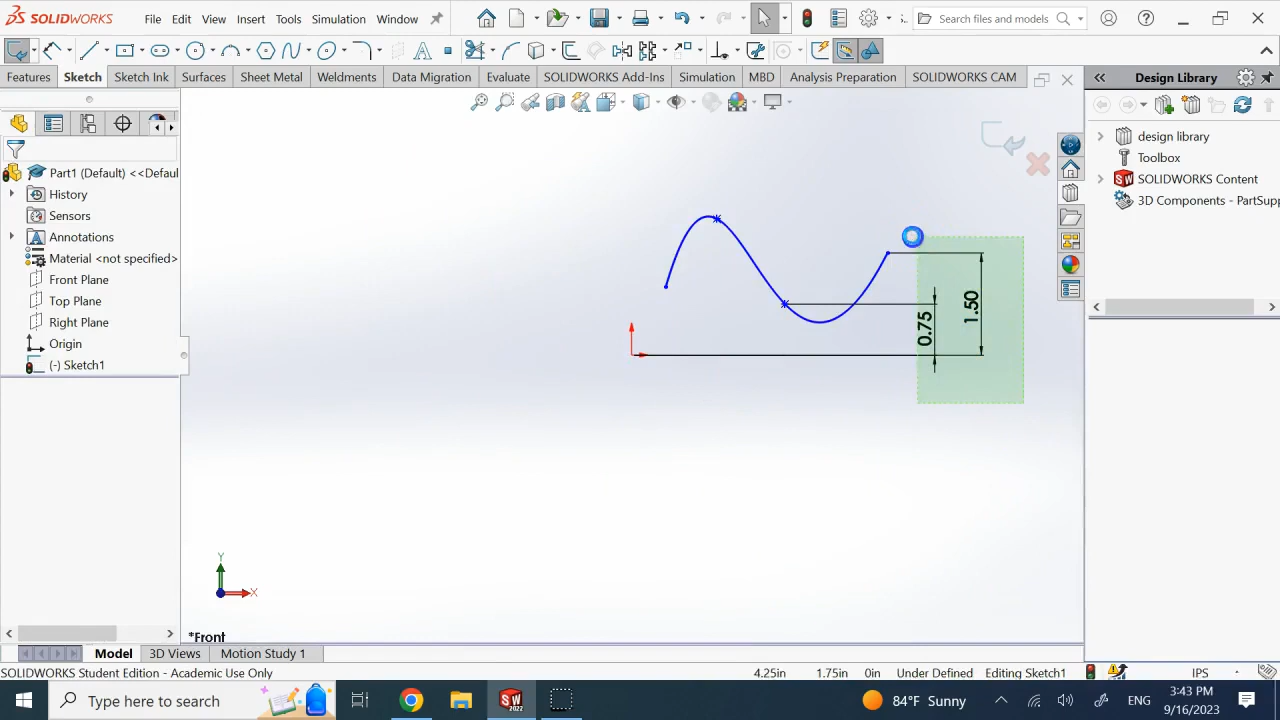 SOLIDWORKS File Edit View Insert Tools Simulation Window Search files and models
Features Sketch Sketch Ink Surfaces Sheet Metal Weldments Data Migration Evaluate SOLIDWORKS Add-Ins Simulation MBD Analysis Preparation SOLIDWORKS CAM
Design Library
Part1 (Default) <<Defaul
History
Sensors
Annotations
Material <not specified>
Front Plane
Top Plane
Right Plane
Origin
(-) Sketch1
design library
Toolbox
SOLIDWORKS Content
3D Components - PartSupp
0.75
1.50
Y
X
*Front
Model 3D Views Motion Study 1
SOLIDWORKS Student Edition - Academic Use Only 4.25in 1.75in 0in Under Defined Editing Sketch1 IPS
Type here to search
SW
2022
84°F Sunny
ENG
3:43 PM
9/16/2023